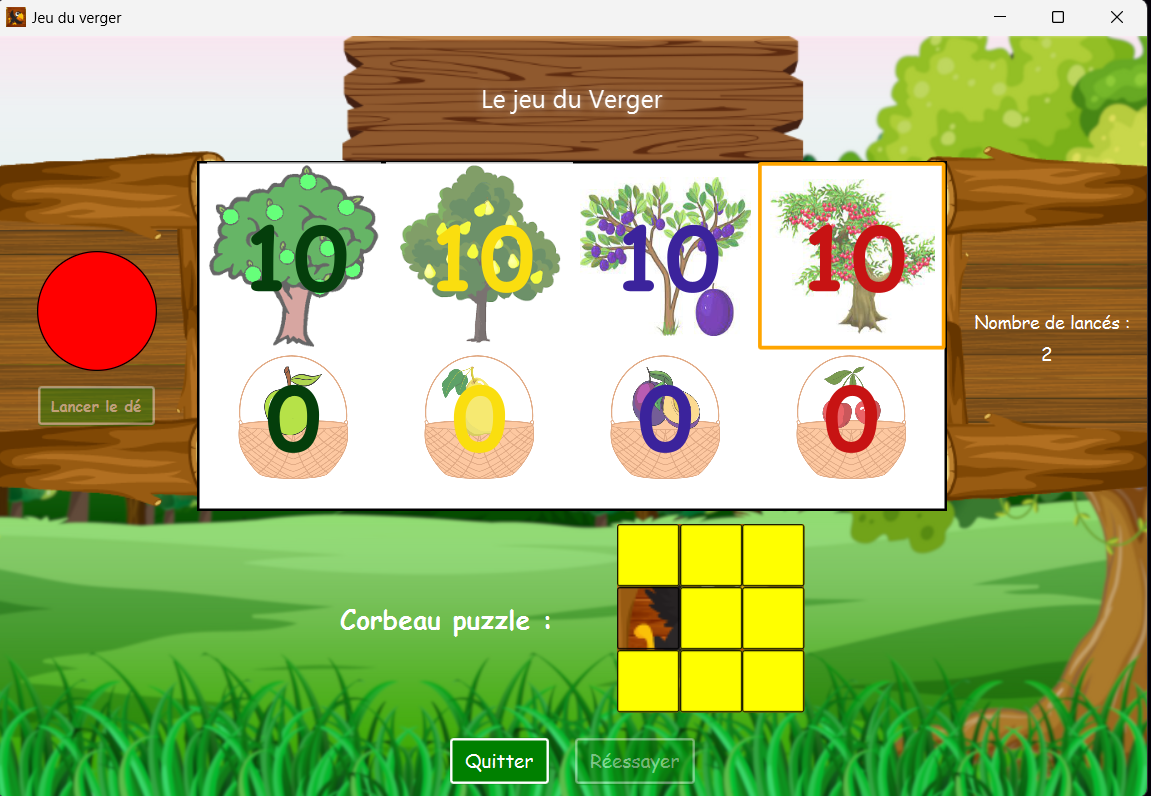 Jeu du verger
Le jeu du Verger
10 10 10 10
Nombre de lancés :
2
Lancer le dé
0 0 0 0
Corbeau puzzle :
Quitter Réessayer